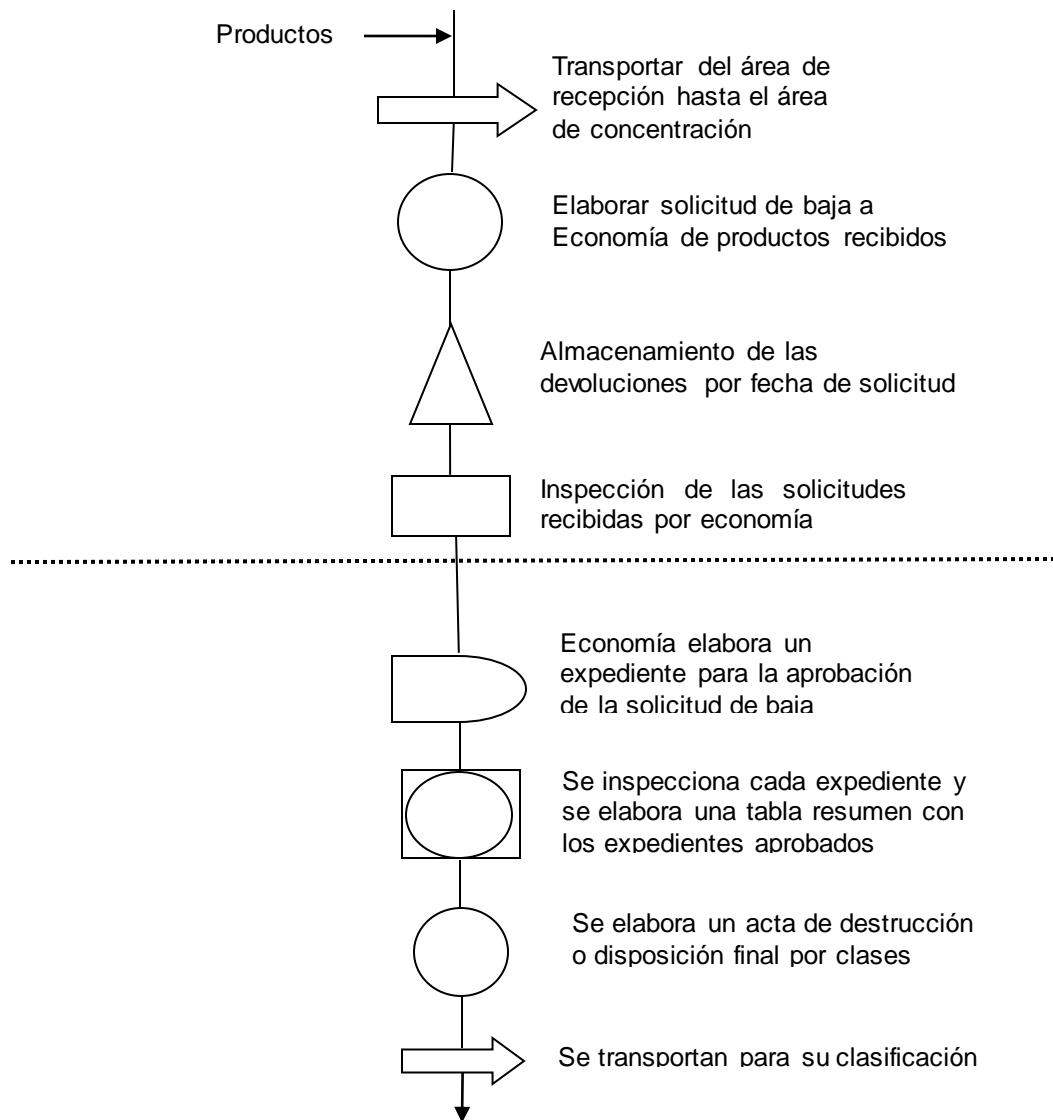 Productos
Transportar del área de
recepción hasta el área
de concentración
Elaborar solicitud de baja a
Economía de productos recibidos
Almacenamiento de las
devoluciones por fecha de solicitud
Inspección de las solicitudes
recibidas por economía
Economía elabora un
expediente para la aprobación
de la solicitud de baja
Se inspecciona cada expediente y
se elabora una tabla resumen con
los expedientes aprobados
Se elabora un acta de destrucción
o disposición final por clases
Se transportan para su clasificación